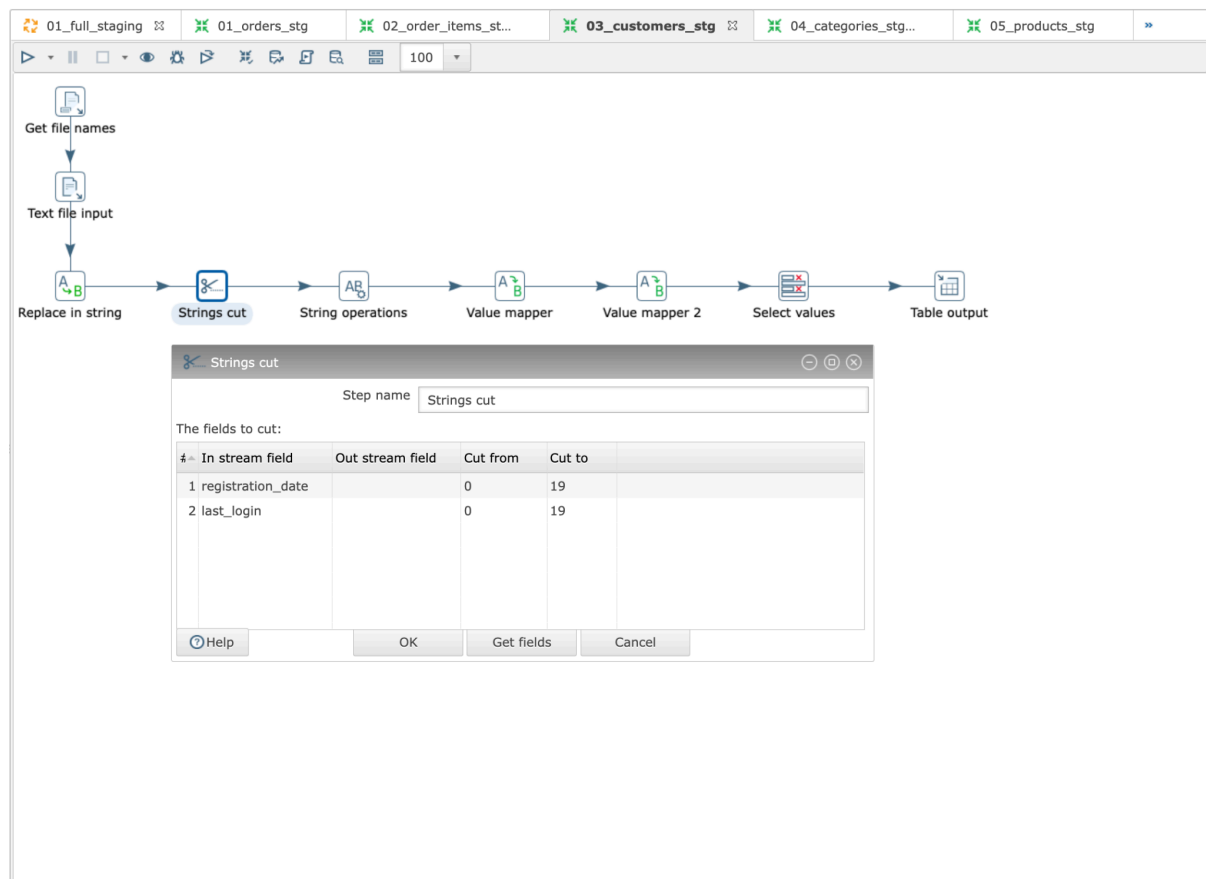 01_full_staging
01_orders_stg
02_order_items_st...
03_customers_stg
04_categories_stg...
05_products_stg
»
100
Get file names
Text file input
Replace in string
Strings cut
String operations
Value mapper
Value mapper 2
Select values
Table output
Strings cut
Step name Strings cut
The fields to cut:
# In stream field Out stream field Cut from Cut to
1 registration_date 0 19
2 last_login 0 19
Help OK Get fields Cancel